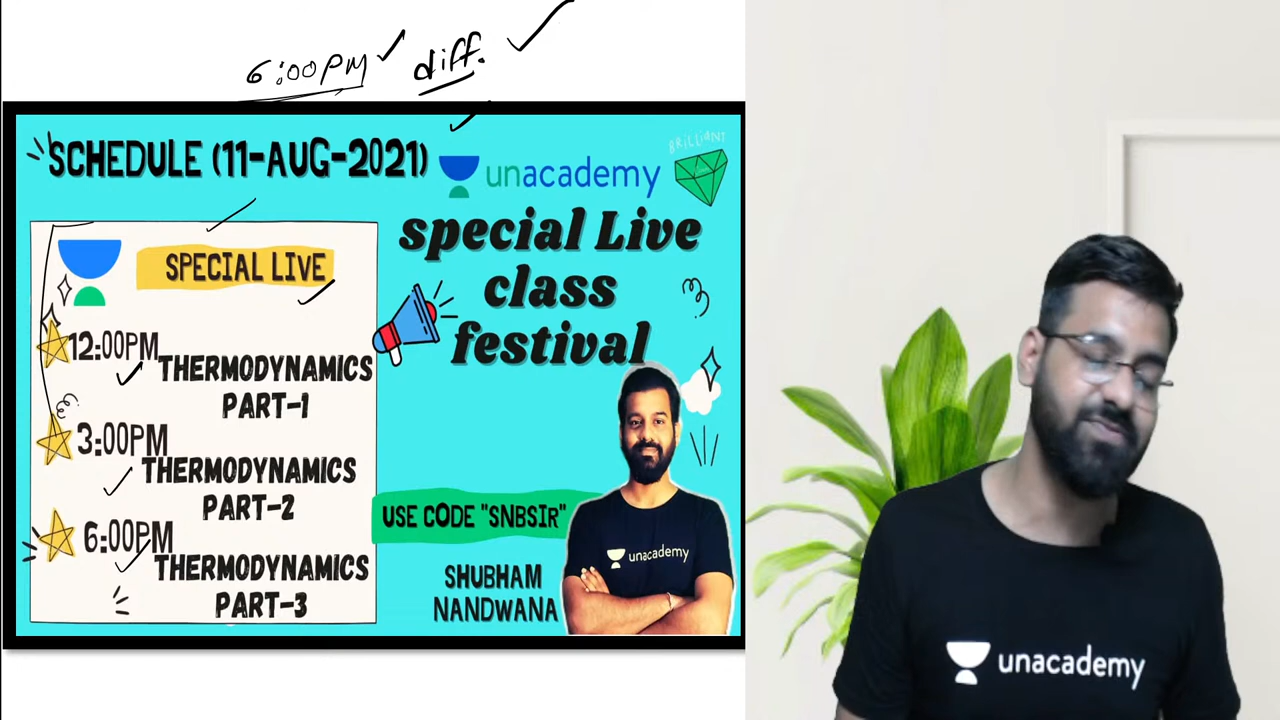 6:00PM diff.
SCHEDULE (11-AUG-2021)
BRILLIANT
unacademy
special Live
class
festival
SPECIAL LIVE
12:00PM
THERMODYNAMICS
PART-1
3:00PM
THERMODYNAMICS
PART-2
6:00PM
THERMODYNAMICS
PART-3
USE CODE "SNBSIR"
unacademy
SHUBHAM
NANDWANA
unacademy